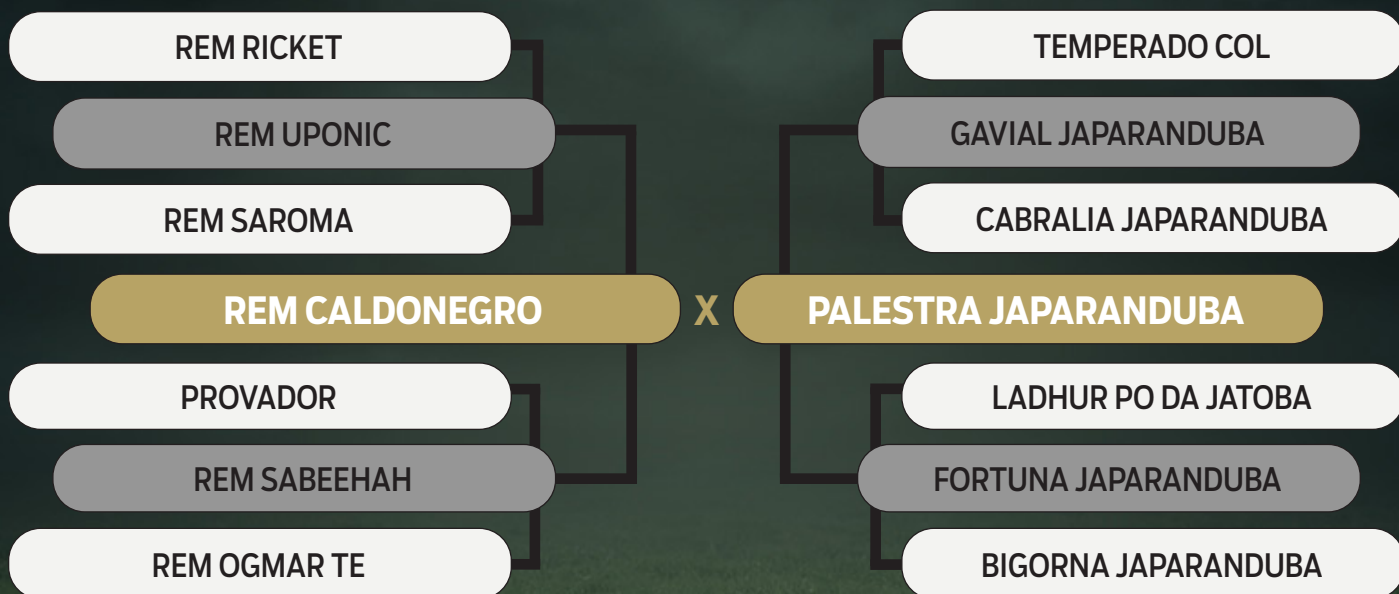 REM RICKET
REM UPONIC
REM SAROMA
REM CALDONEGRO X PALESTRA JAPARANDUBA
PROVADOR
REM SABEEHAH
REM OGMAR TE
TEMPERADO COL
GAVIAL JAPARANDUBA
CABRALIA JAPARANDUBA
LADHUR PO DA JATOBA
FORTUNA JAPARANDUBA
BIGORNA JAPARANDUBA